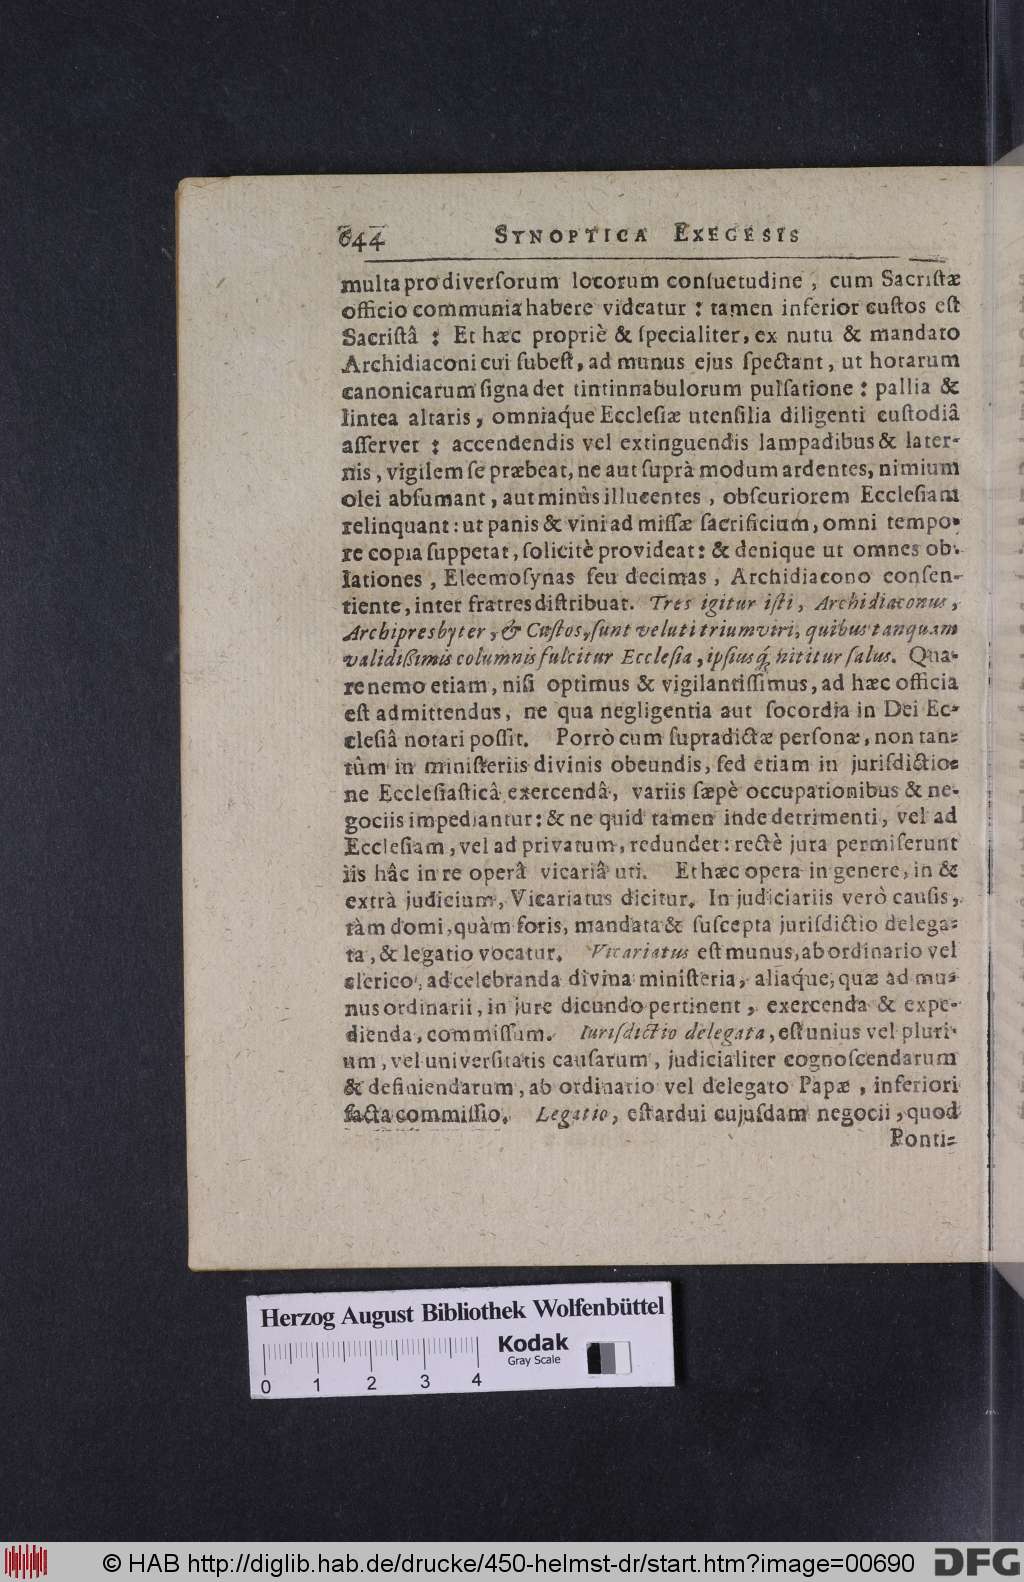 644 SYNOPTICA EXEGESIS
multa pro diverſorum locorum conſuetudine, cum Sacriſtæ
officio communia habere videatur: tamen inferior cuſtos eſt
Sacriſtâ: Et hæc propriè & ſpecialiter, ex nutu & mandato
Archidiaconi cui ſubeſt, ad munus ejus ſpectant, ut horarum
canonicarum ſigna det tintinnabulorum pulſatione: pallia &
lintea altaris, omniaq́ue Eccleſiæ utenſilia diligenti cuſtodiâ
aſſervet: accendendis vel extinguendis lampadibus & later-
nis, vigilem ſe præbeat, ne aut ſuprà modum ardentes, nimium
olei abſumant, aut minùs illucentes, obſcuriorem Eccleſiam
relinquant: ut panis & vini ad miſſæ ſacrificium, omni tempo-
re copia ſuppetat, ſolicitè provideat: & denique ut omnes ob-
lationes, Eleemoſynas ſeu decimas, Archidiacono conſen-
tiente, inter fratres diſtribuat. Tres igitur iſti, Archidiaconus,
Archipresbyter, & Cuſtos, ſunt veluti triumviri, quibus tanquam
validißimis columnis fulcitur Eccleſia, ipſiusq́; nititur ſalus. Qua-
re nemo etiam, niſi optimus & vigilantiſſimus, ad hæc officia
eſt admittendus, ne qua negligentia aut ſocordia in Dei Ec-
cleſiâ notari poſſit. Porrò cum ſupradictæ perſonæ, non tan-
tûm in miniſteriis divinis obeundis, ſed etiam in jurisdictio-
ne Eccleſiaſticâ exercendâ, variis ſæpè occupationibus & ne-
gociis impediantur: & ne quid tamen inde detrimenti, vel ad
Eccleſiam, vel ad privatum, redundet: rectè jura permiſerunt
iis hâc in re operâ vicariâ uti. Et hæc opera in genere, in &
extrà judicium, Vicariatus dicitur. In judiciariis verò cauſis,
tàm domi, quàm foris, mandata & ſuſcepta jurisdictio delega-
ta, & legatio vocatur. Vicariatus eſt munus, ab ordinario vel
clerico, ad celebranda divina miniſteria, aliaq́ue, quæ ad mu-
nus ordinarii, in jure dicundo pertinent, exercenda & expe-
dienda, commiſſum. Iuriſdictio delegata, eſt unius vel pluri-
um, vel univerſitatis cauſarum, judicialiter cognoſcendarum
& definiendarum, ab ordinario vel delegato Papæ, inferiori
facta commiſſio. Legatio, eſt ardui cujuſdam negocii, quod
Ponti-
Herzog August Bibliothek Wolfenbüttel
Kodak
Gray Scale
0 1 2 3 4
© HAB http://diglib.hab.de/drucke/450-helmst-dr/start.htm?image=00690 DFG